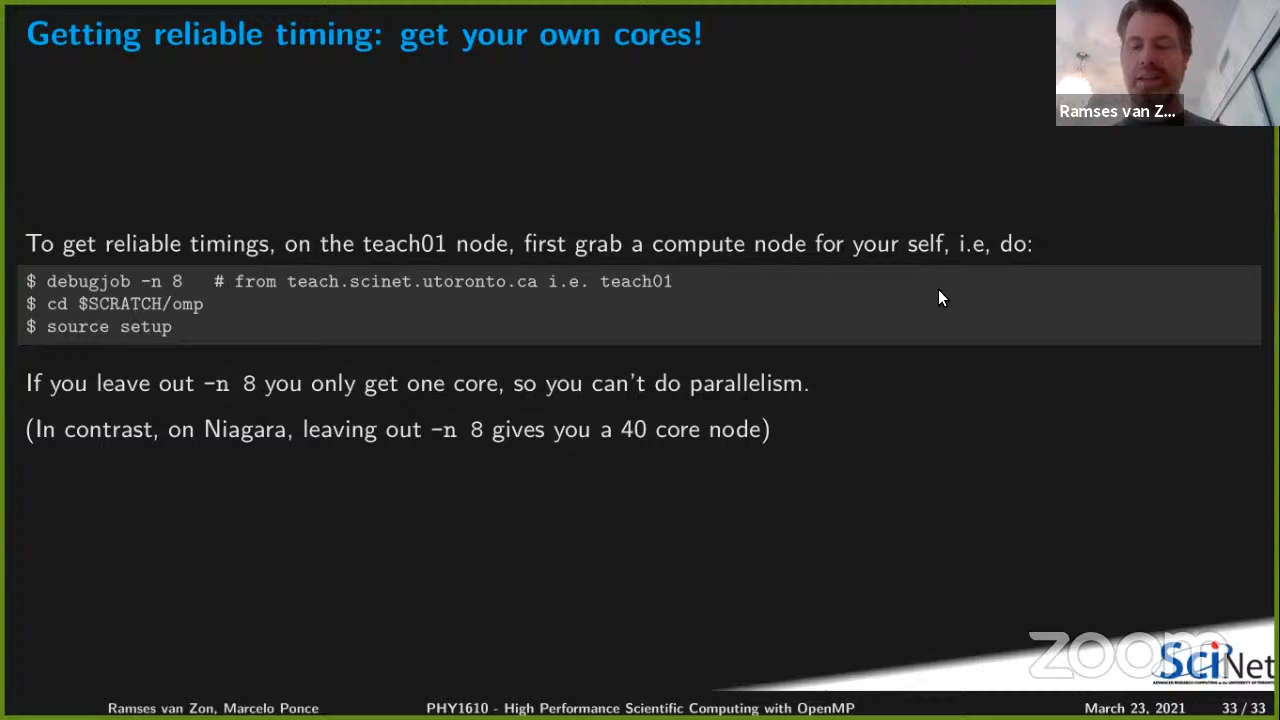 Getting reliable timing: get your own cores!
Ramses van Z...
To get reliable timings, on the teach01 node, first grab a compute node for your self, i.e, do:
$ debugjob -n 8 # from teach.scinet.utoronto.ca i.e. teach01
$ cd $SCRATCH/omp
$ source setup
If you leave out -n 8 you only get one core, so you can't do parallelism.
(In contrast, on Niagara, leaving out -n 8 gives you a 40 core node)
zoom
SciNet
Ramses van Zon, Marcelo Ponce
PHY1610 - High Performance Scientific Computing with OpenMP
March 23, 2021
33 / 33